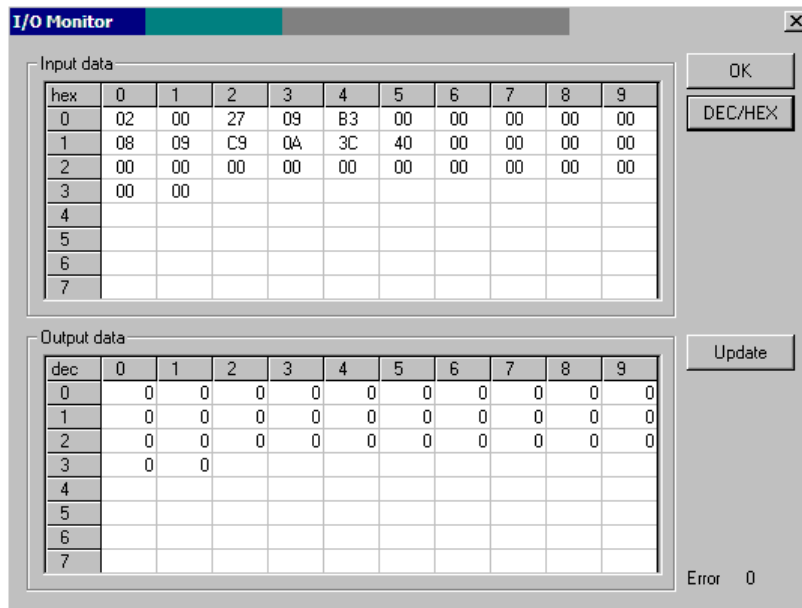 I/O Monitor
Input data
OK
hex 0 1 2 3 4 5 6 7 8 9
0 02 00 27 09 B3 00 00 00 00 00
DEC/HEX
1 08 09 C9 0A 3C 40 00 00 00 00
2 00 00 00 00 00 00 00 00 00 00
3 00 00
4
5
6
7
Output data
Update
dec 0 1 2 3 4 5 6 7 8 9
0 0 0 0 0 0 0 0 0 0 0
1 0 0 0 0 0 0 0 0 0 0
2 0 0 0 0 0 0 0 0 0 0
3 0 0
4
5
6
7
Error 0